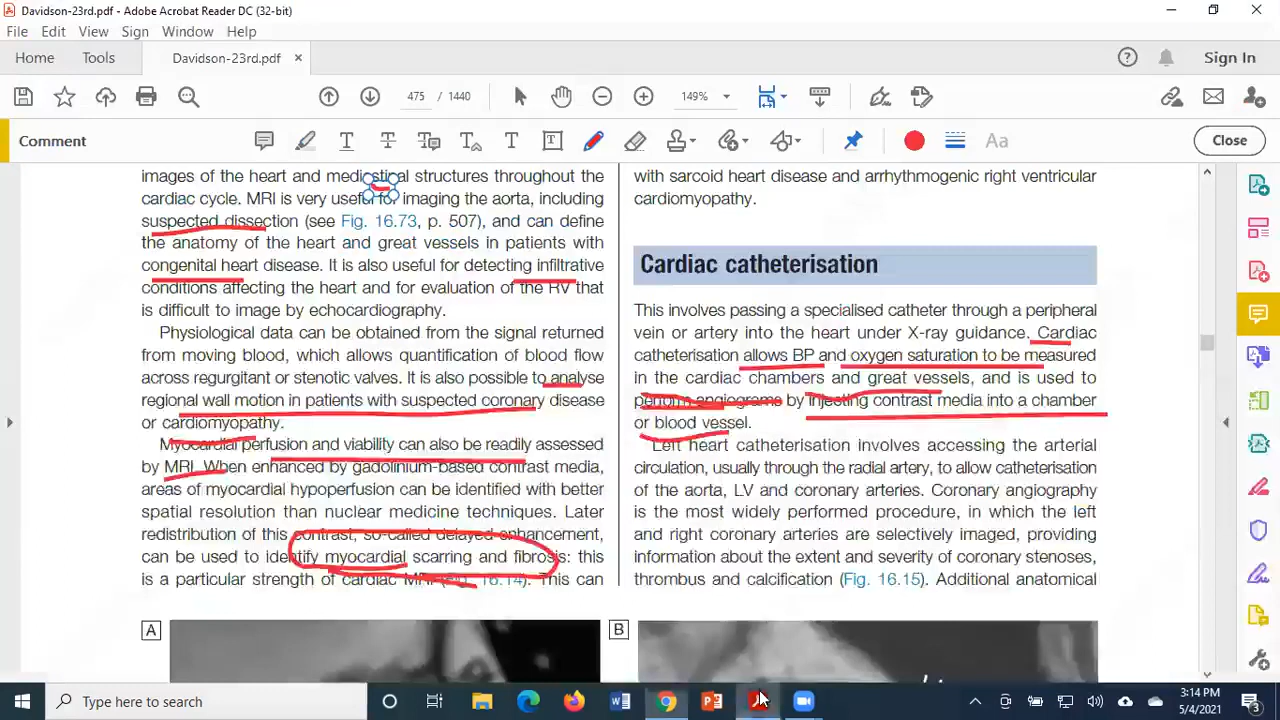 Davidson-23rd.pdf - Adobe Acrobat Reader DC (32-bit)
File Edit View Sign Window Help
Home Tools Davidson-23rd.pdf × Sign In
475 / 1440 149%
Comment Close
images of the heart and mediastinal structures throughout the
cardiac cycle. MRI is very useful for imaging the aorta, including
suspected dissection (see Fig. 16.73, p. 507), and can define
the anatomy of the heart and great vessels in patients with
congenital heart disease. It is also useful for detecting infiltrative
conditions affecting the heart and for evaluation of the RV that
is difficult to image by echocardiography.
Physiological data can be obtained from the signal returned
from moving blood, which allows quantification of blood flow
across regurgitant or stenotic valves. It is also possible to analyse
regional wall motion in patients with suspected coronary disease
or cardiomyopathy.
Myocardial perfusion and viability can also be readily assessed
by MRI. When enhanced by gadolinium-based contrast media,
areas of myocardial hypoperfusion can be identified with better
spatial resolution than nuclear medicine techniques. Later
redistribution of this contrast, so-called delayed enhancement,
can be used to identify myocardial scarring and fibrosis: this
is a particular strength of cardiac MRI (Fig. 16.14). This can
A
with sarcoid heart disease and arrhythmogenic right ventricular
cardiomyopathy.
Cardiac catheterisation
This involves passing a specialised catheter through a peripheral
vein or artery into the heart under X-ray guidance. Cardiac
catheterisation allows BP and oxygen saturation to be measured
in the cardiac chambers and great vessels, and is used to
perform angiograms by injecting contrast media into a chamber
or blood vessel.
Left heart catheterisation involves accessing the arterial
circulation, usually through the radial artery, to allow catheterisation
of the aorta, LV and coronary arteries. Coronary angiography
is the most widely performed procedure, in which the
left and right coronary arteries are selectively imaged, providing
information about the extent and severity of coronary stenoses,
thrombus and calcification (Fig. 16.15). Additional anatomical
B
Type here to search
3:14 PM
5/4/2021